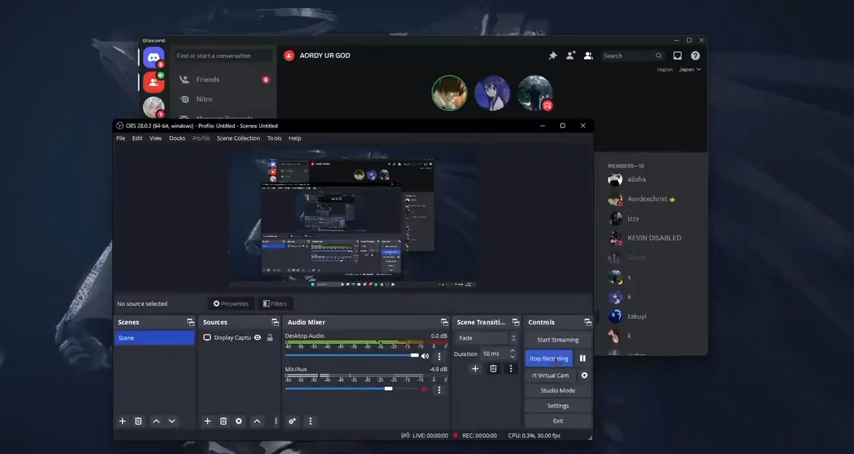 Discord
Find or start a conversation
AORDY UR GOD
Search
Friends
region Japan
Nitro
OBS 28.0.3 (64-bit, windows) - Profile: Untitled - Scenes: Untitled
File Edit View Docks Profile Scene Collection Tools Help
MEMBERS—10
alisha
Aordexchrist
izzy
KEVIN DISABLED
x
k
takuyi
k
No source selected
Properties
Filters
Scenes
Sources
Audio Mixer
Scene Transiti...
Controls
Scene
Display Captu
Desktop Audio
0.0 dB
Mic/Aux
-4.9 dB
Fade
Duration 50 ms
Start Streaming
Stop Recording
rt Virtual Cam
Studio Mode
Settings
Exit
LIVE: 00:00:00
REC: 00:00:00
CPU: 0.3%, 30.00 fps